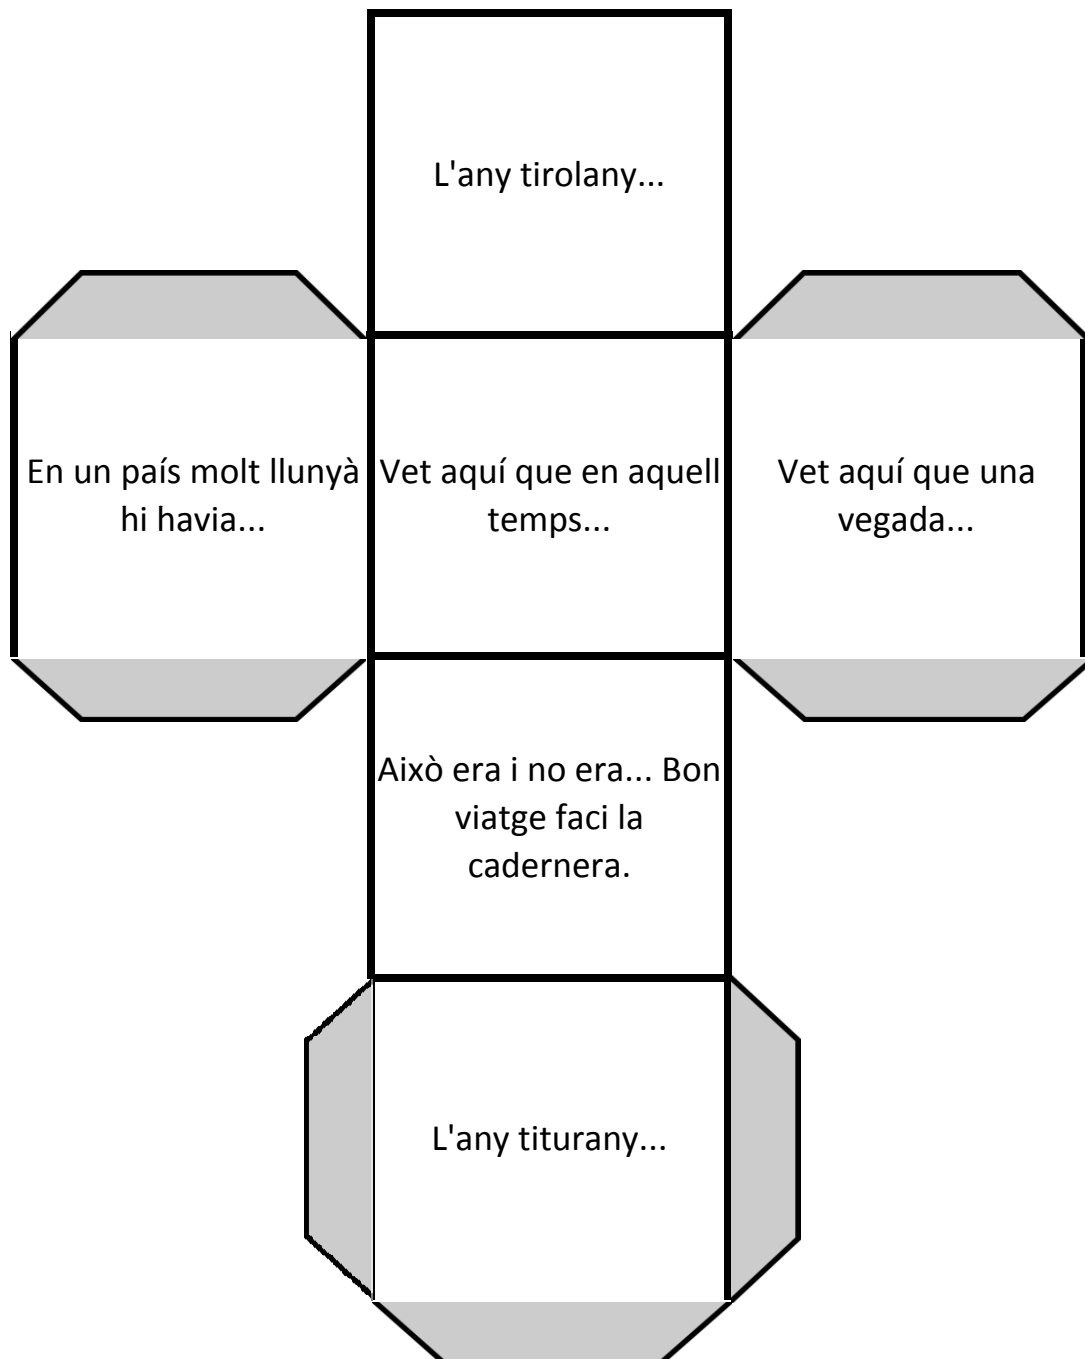 L'any tirolany...
En un país molt llunyà
hi havia...
Vet aquí que en aquell
temps...
Vet aquí que una
vegada...
Això era i no era... Bon
viatge faci la
cadernera.
L'any titurany...